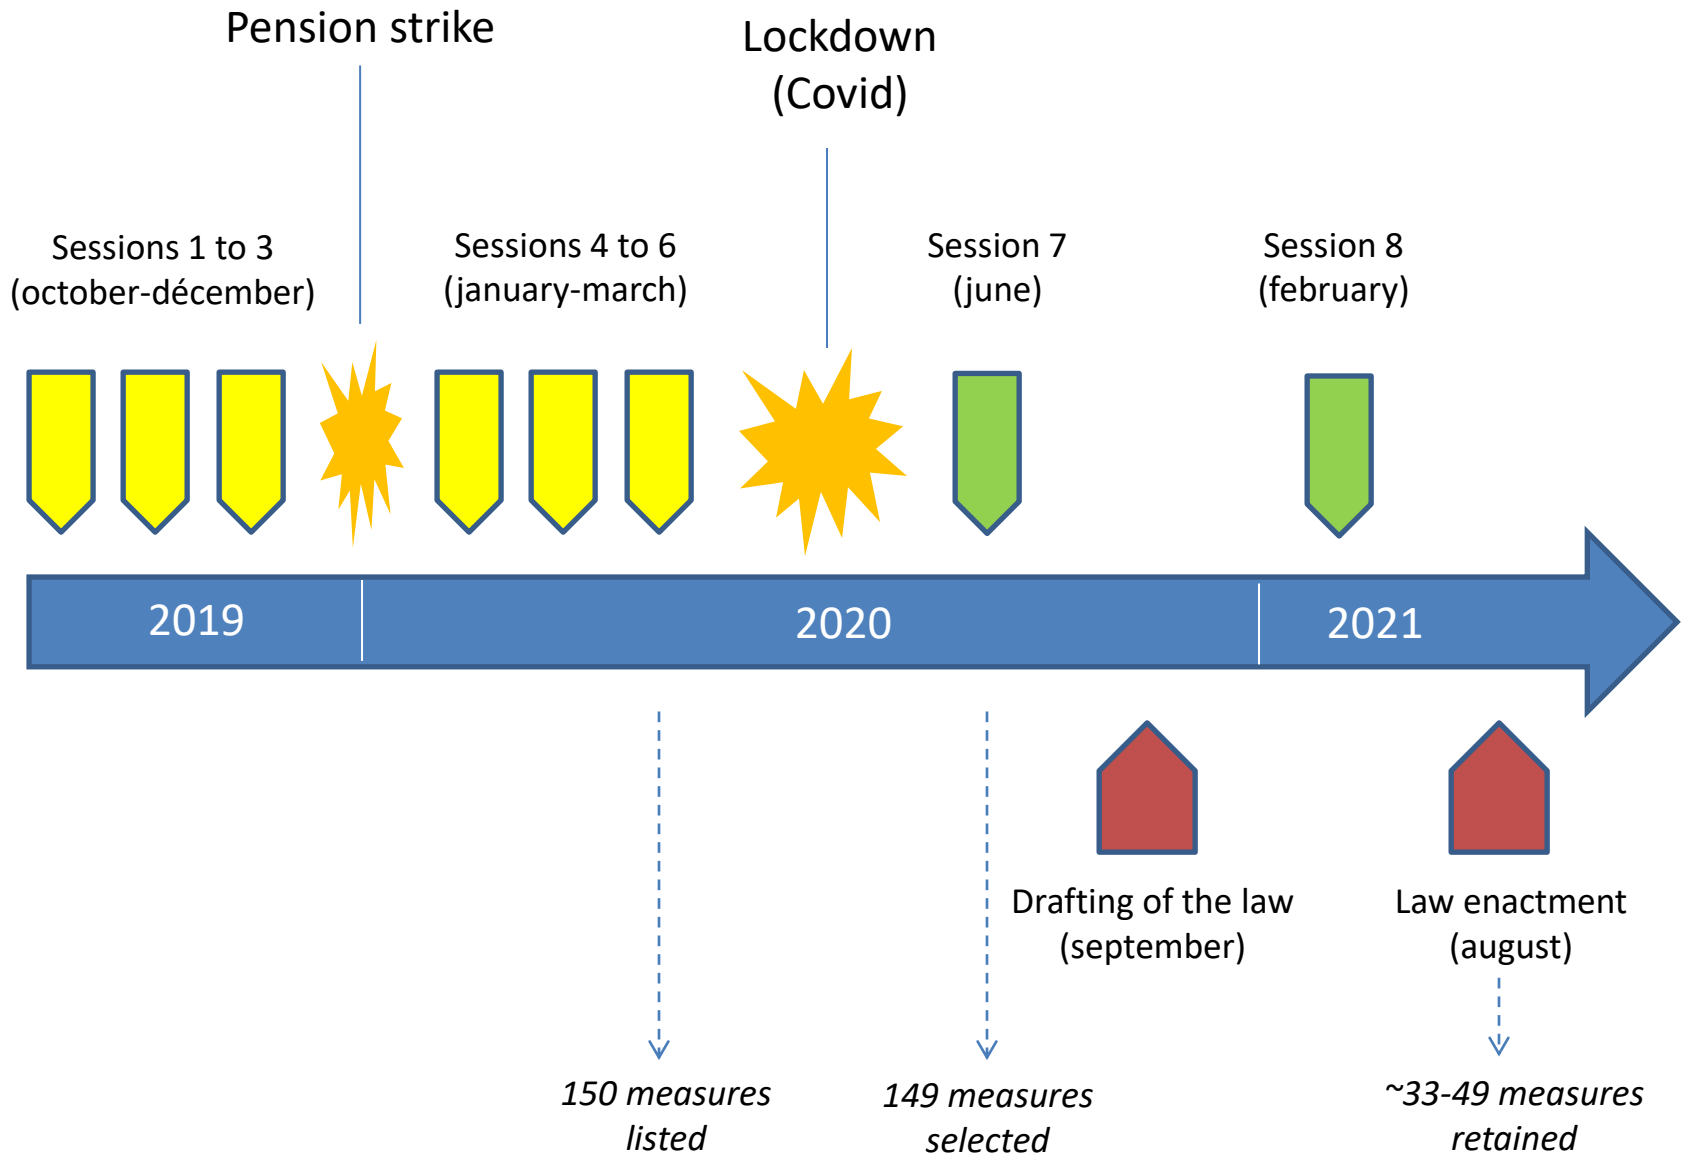 Pension strike
Lockdown
(Covid)
Sessions 1 to 3
(october-décember)
Sessions 4 to 6
(january-march)
Session 7
(june)
Session 8
(february)
2019
2020
2021
Drafting of the law
(september)
Law enactment
(august)
150 measures
listed
149 measures
selected
~33-49 measures
retained